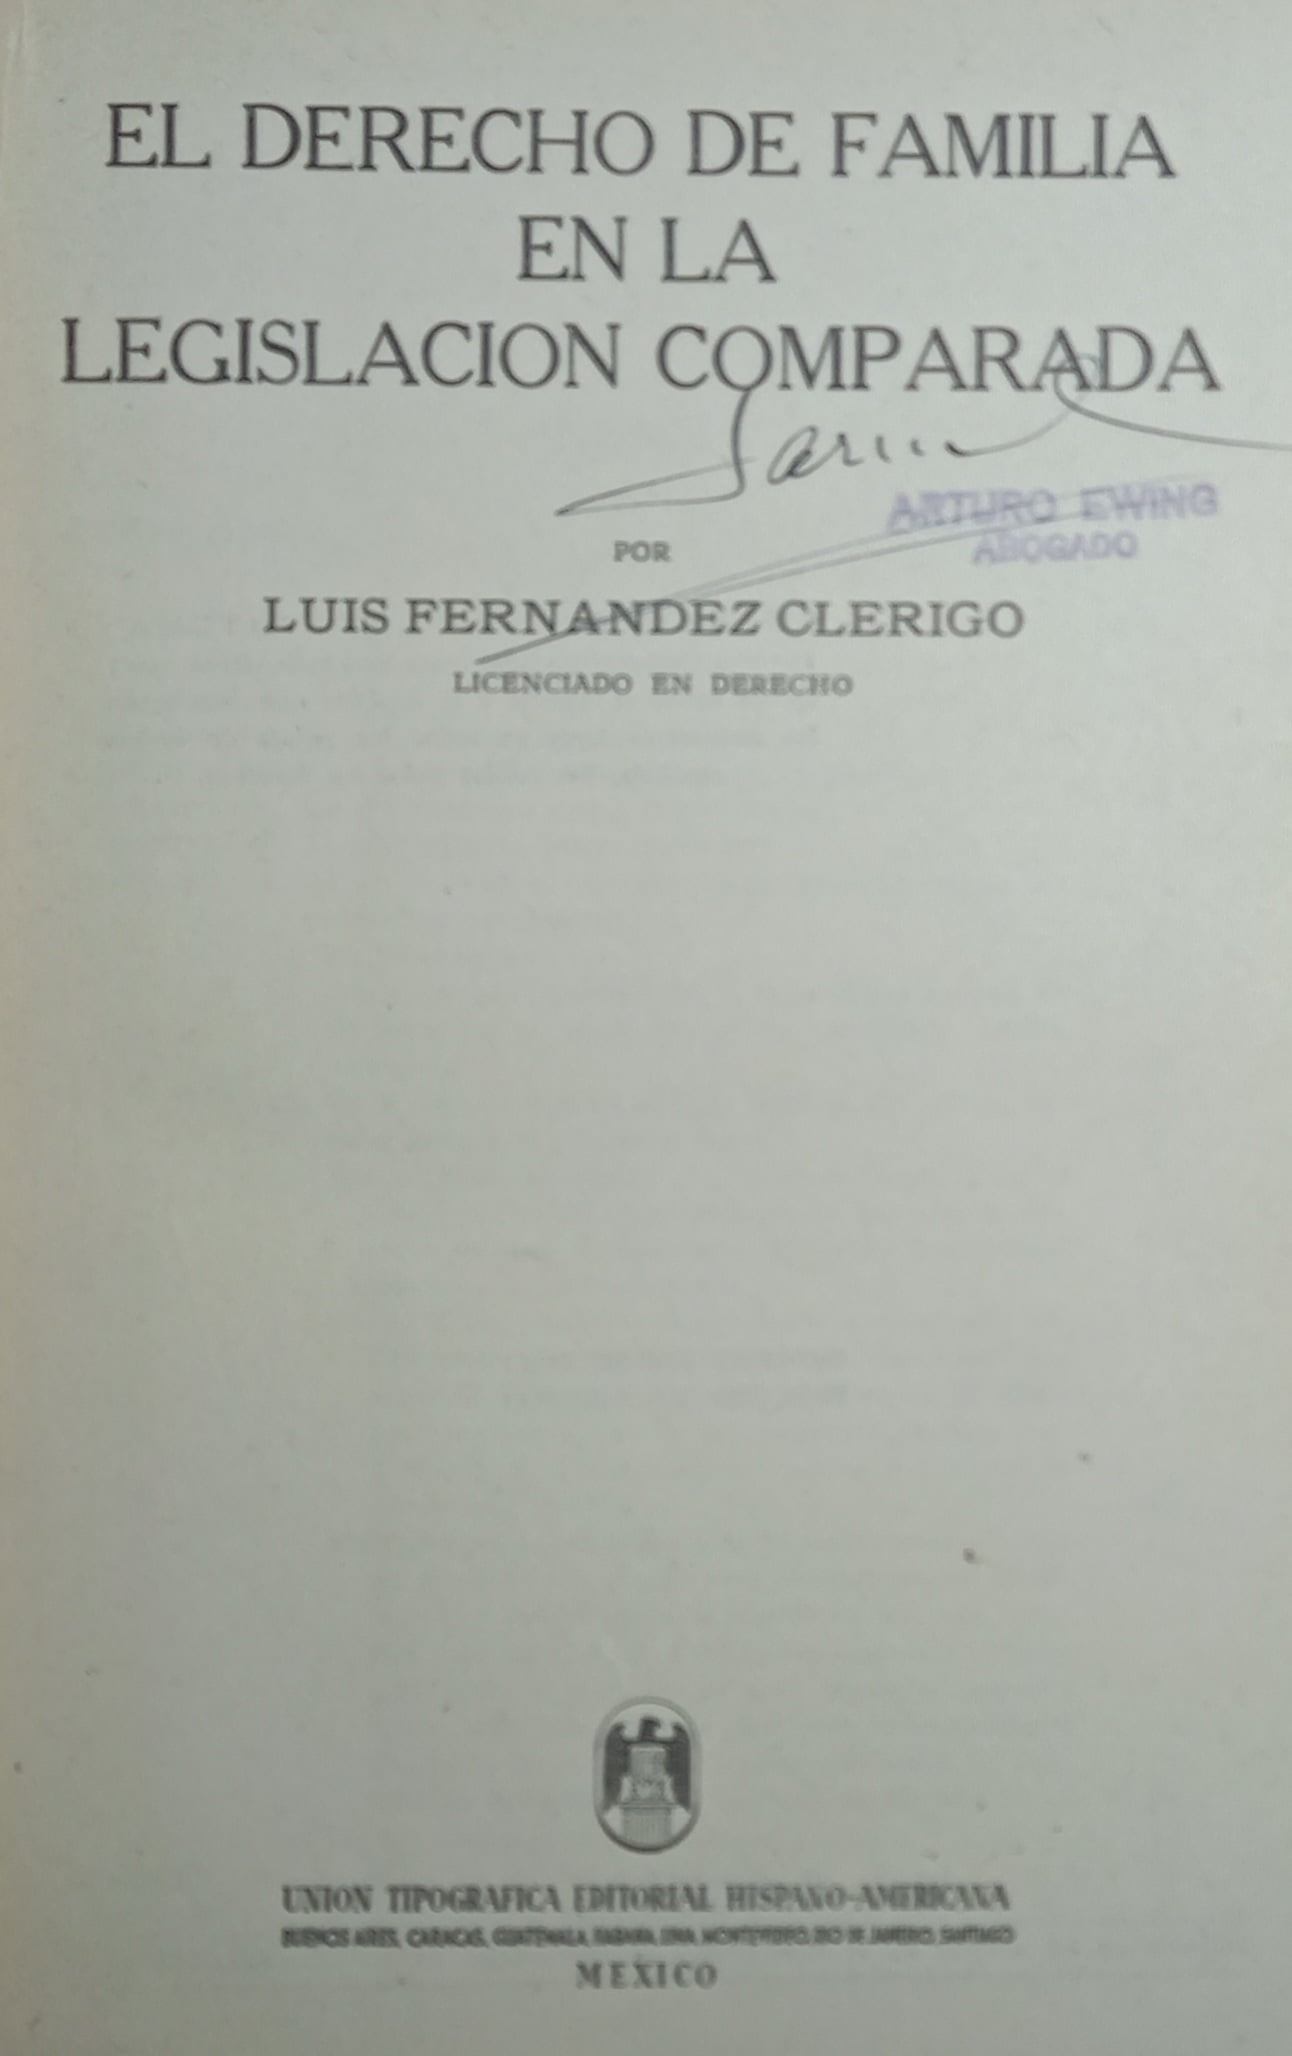 EL DERECHO DE FAMILIA
EN LA
LEGISLACION COMPARADA
ARTURO EWING
ABOGADO
POR
LUIS FERNANDEZ CLERIGO
LICENCIADO EN DERECHO
UNION TIPOGRAFICA EDITORIAL HISPANO-AMERICANA
BUENOS AIRES, CARACAS, GUATEMALA, HABANA, LIMA, MONTEVIDEO, RIO DE JANEIRO, SANTIAGO
MEXICO